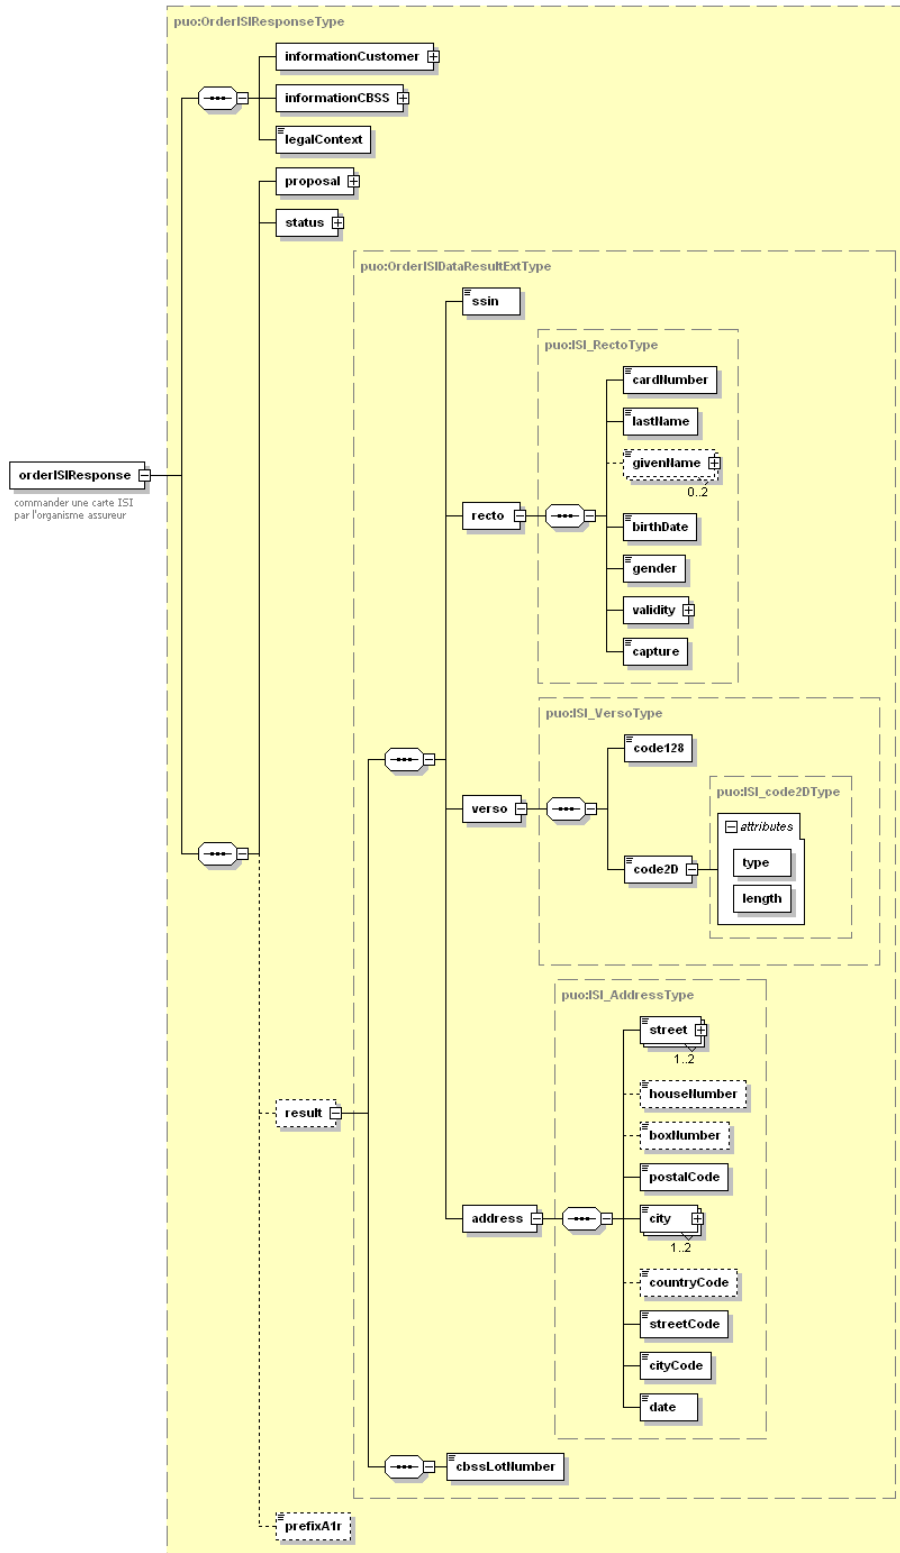 puo:OrderISIResponseType
informationCustomer
informationCBSS
legalContext
proposal
status
puo:OrderISIDataResultExtType
ssin
puo:ISI_RectoType
cardNumber
lastName
givenName
0..2
recto
birthDate
gender
validity
capture
orderISIResponse
commander une carte ISI
par l'organisme assureur
puo:ISI_VersoType
code128
puo:ISI_code2DType
attributes
verso
type
code2D
length
puo:ISI_AddressType
street
1..2
houseNumber
boxNumber
postalCode
address
city
1..2
countryCode
streetCode
cityCode
date
result
cbssLotNumber
prefixA1r